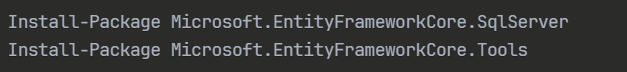 Install-Package Microsoft.EntityFrameworkCore.SqlServer
Install-Package Microsoft.EntityFrameworkCore.Tools